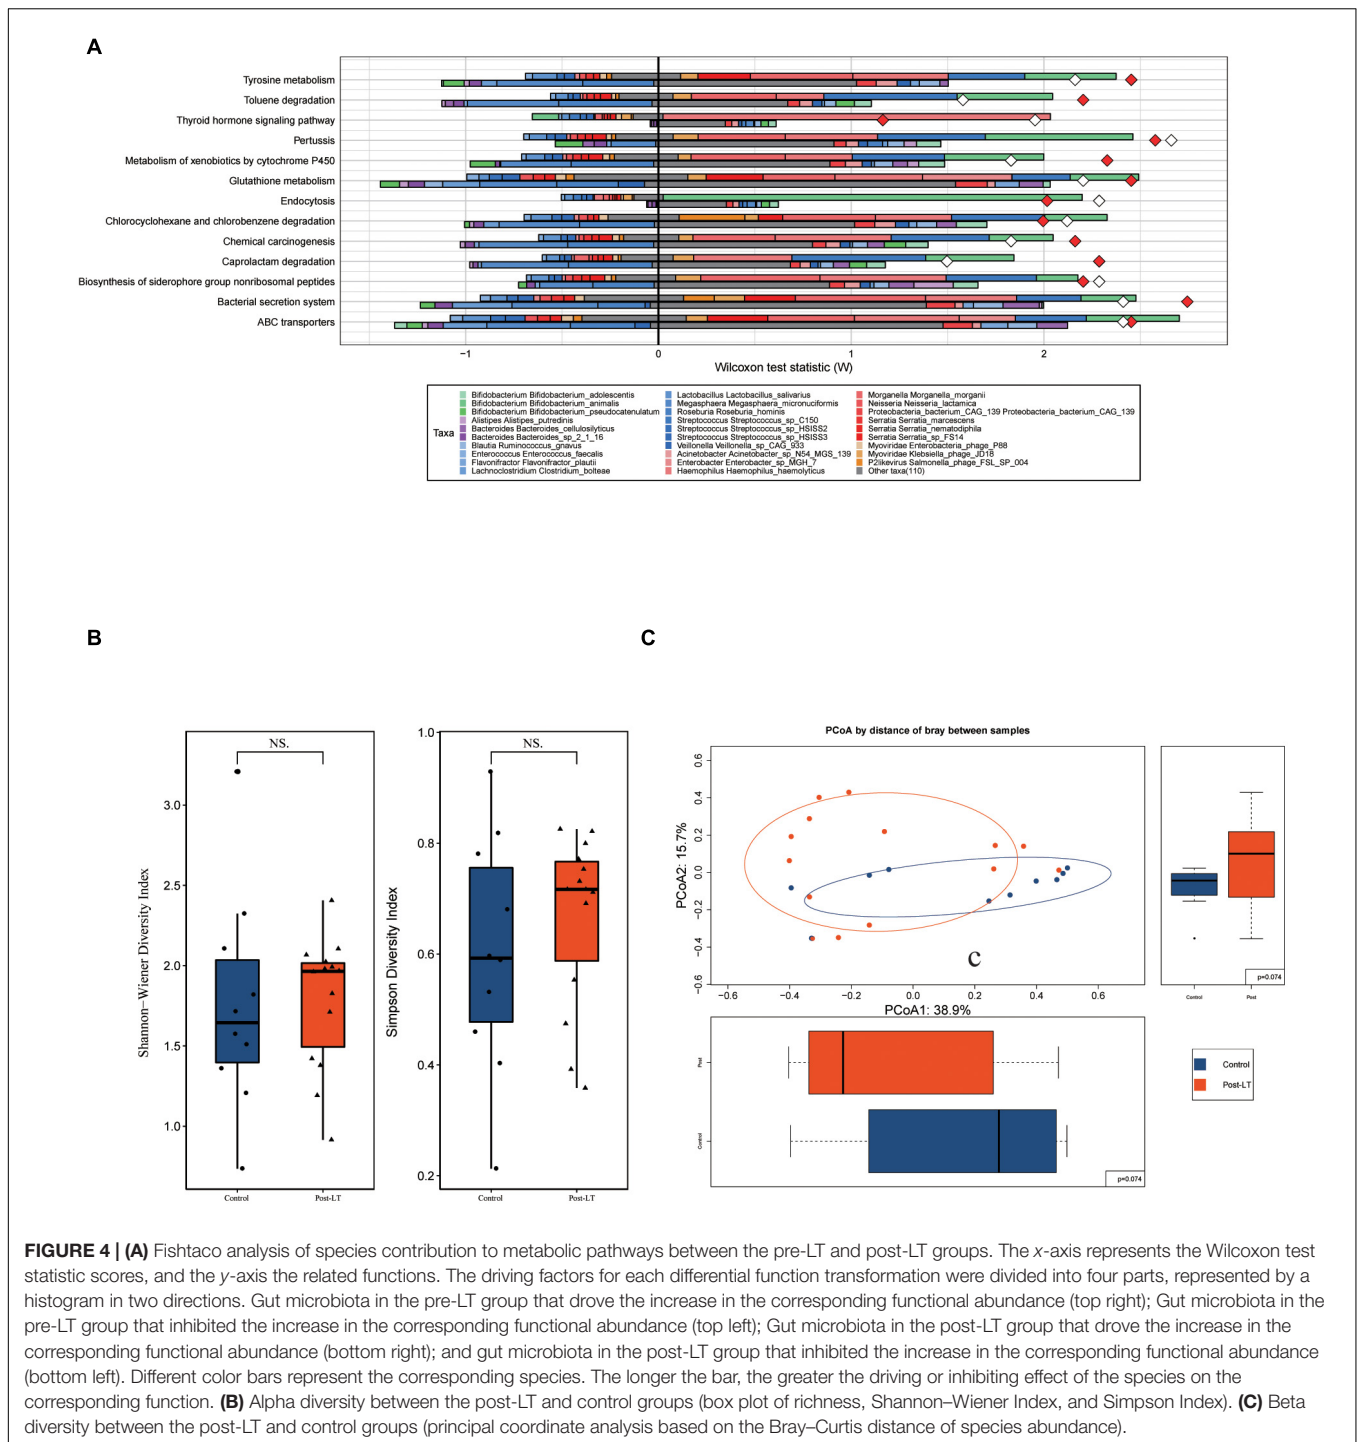 A
Tyrosine metabolism
Toluene degradation
Thyroid hormone signaling pathway
Pertussis
Metabolism of xenobiotics by cytochrome P450
Glutathione metabolism
Endocytosis
Chlorocyclohexane and chlorobenzene degradation
Chemical carcinogenesis
Caprolactam degradation
Biosynthesis of siderophore group nonribosomal peptides
Bacterial secretion system
ABC transporters
−1 0 1 2
Wilcoxon test statistic (W)
Taxa
Bifidobacterium Bifidobacterium_adolescentis
Bifidobacterium Bifidobacterium_animalis
Bifidobacterium Bifidobacterium_pseudocatenulatum
Alistipes Alistipes_putredinis
Bacteroides Bacteroides_cellulosilyticus
Bacteroides Bacteroides_sp_2_1_16
Blautia Ruminococcus_gnavus
Enterococcus Enterococcus_faecalis
Flavonifractor Flavonifractor_plautii
Lachnoclostridium Clostridium_bolteae
Lactobacillus Lactobacillus_salivarius
Megasphaera Megasphaera_micronuciformis
Roseburia Roseburia_hominis
Streptococcus Streptococcus_sp_C150
Streptococcus Streptococcus_sp_HSISS2
Streptococcus Streptococcus_sp_HSISS3
Veillonella Veillonella_sp_CAG_933
Acinetobacter Acinetobacter_sp_N54_MGS_139
Enterobacter Enterobacter_sp_MGH_7
Haemophilus Haemophilus_haemolyticus
Morganella Morganella_morganii
Neisseria Neisseria_lactamica
Proteobacteria_bacterium_CAG_139 Proteobacteria_bacterium_CAG_139
Serratia Serratia_marcescens
Serratia Serratia_nematodiphila
Serratia Serratia_sp_FS14
Myoviridae Enterobacteria_phage_P88
Myoviridae Klebsiella_phage_JD18
P2likevirus Salmonella_phage_FSL_SP_004
Other taxa(110)
B
NS.
Shannon−Wiener Diversity Index
3.0
2.5
2.0
1.5
1.0
Control Post-LT
NS.
Simpson Diversity Index
1.0
0.8
0.6
0.4
0.2
Control Post-LT
C
PCoA by distance of bray between samples
PCoA2: 15.7%
0.6
0.4
0.2
0.0
−0.2
−0.4
−0.6
C
−0.6 −0.4 −0.2 0.0 0.2 0.4 0.6
PCoA1: 38.9%
p=0.074
Control Post
Post
Control
p=0.074
Control
Post-LT
FIGURE 4 | (A) Fishtaco analysis of species contribution to metabolic pathways between the pre-LT and post-LT groups. The x-axis represents the Wilcoxon test
statistic scores, and the y-axis the related functions. The driving factors for each differential function transformation were divided into four parts, represented by a
histogram in two directions. Gut microbiota in the pre-LT group that drove the increase in the corresponding functional abundance (top right); Gut microbiota in the
pre-LT group that inhibited the increase in the corresponding functional abundance (top left); Gut microbiota in the post-LT group that drove the increase in the
corresponding functional abundance (bottom right); and gut microbiota in the post-LT group that inhibited the increase in the corresponding functional abundance
(bottom left). Different color bars represent the corresponding species. The longer the bar, the greater the driving or inhibiting effect of the species on the
corresponding function. (B) Alpha diversity between the post-LT and control groups (box plot of richness, Shannon–Wiener Index, and Simpson Index). (C) Beta
diversity between the post-LT and control groups (principal coordinate analysis based on the Bray–Curtis distance of species abundance).